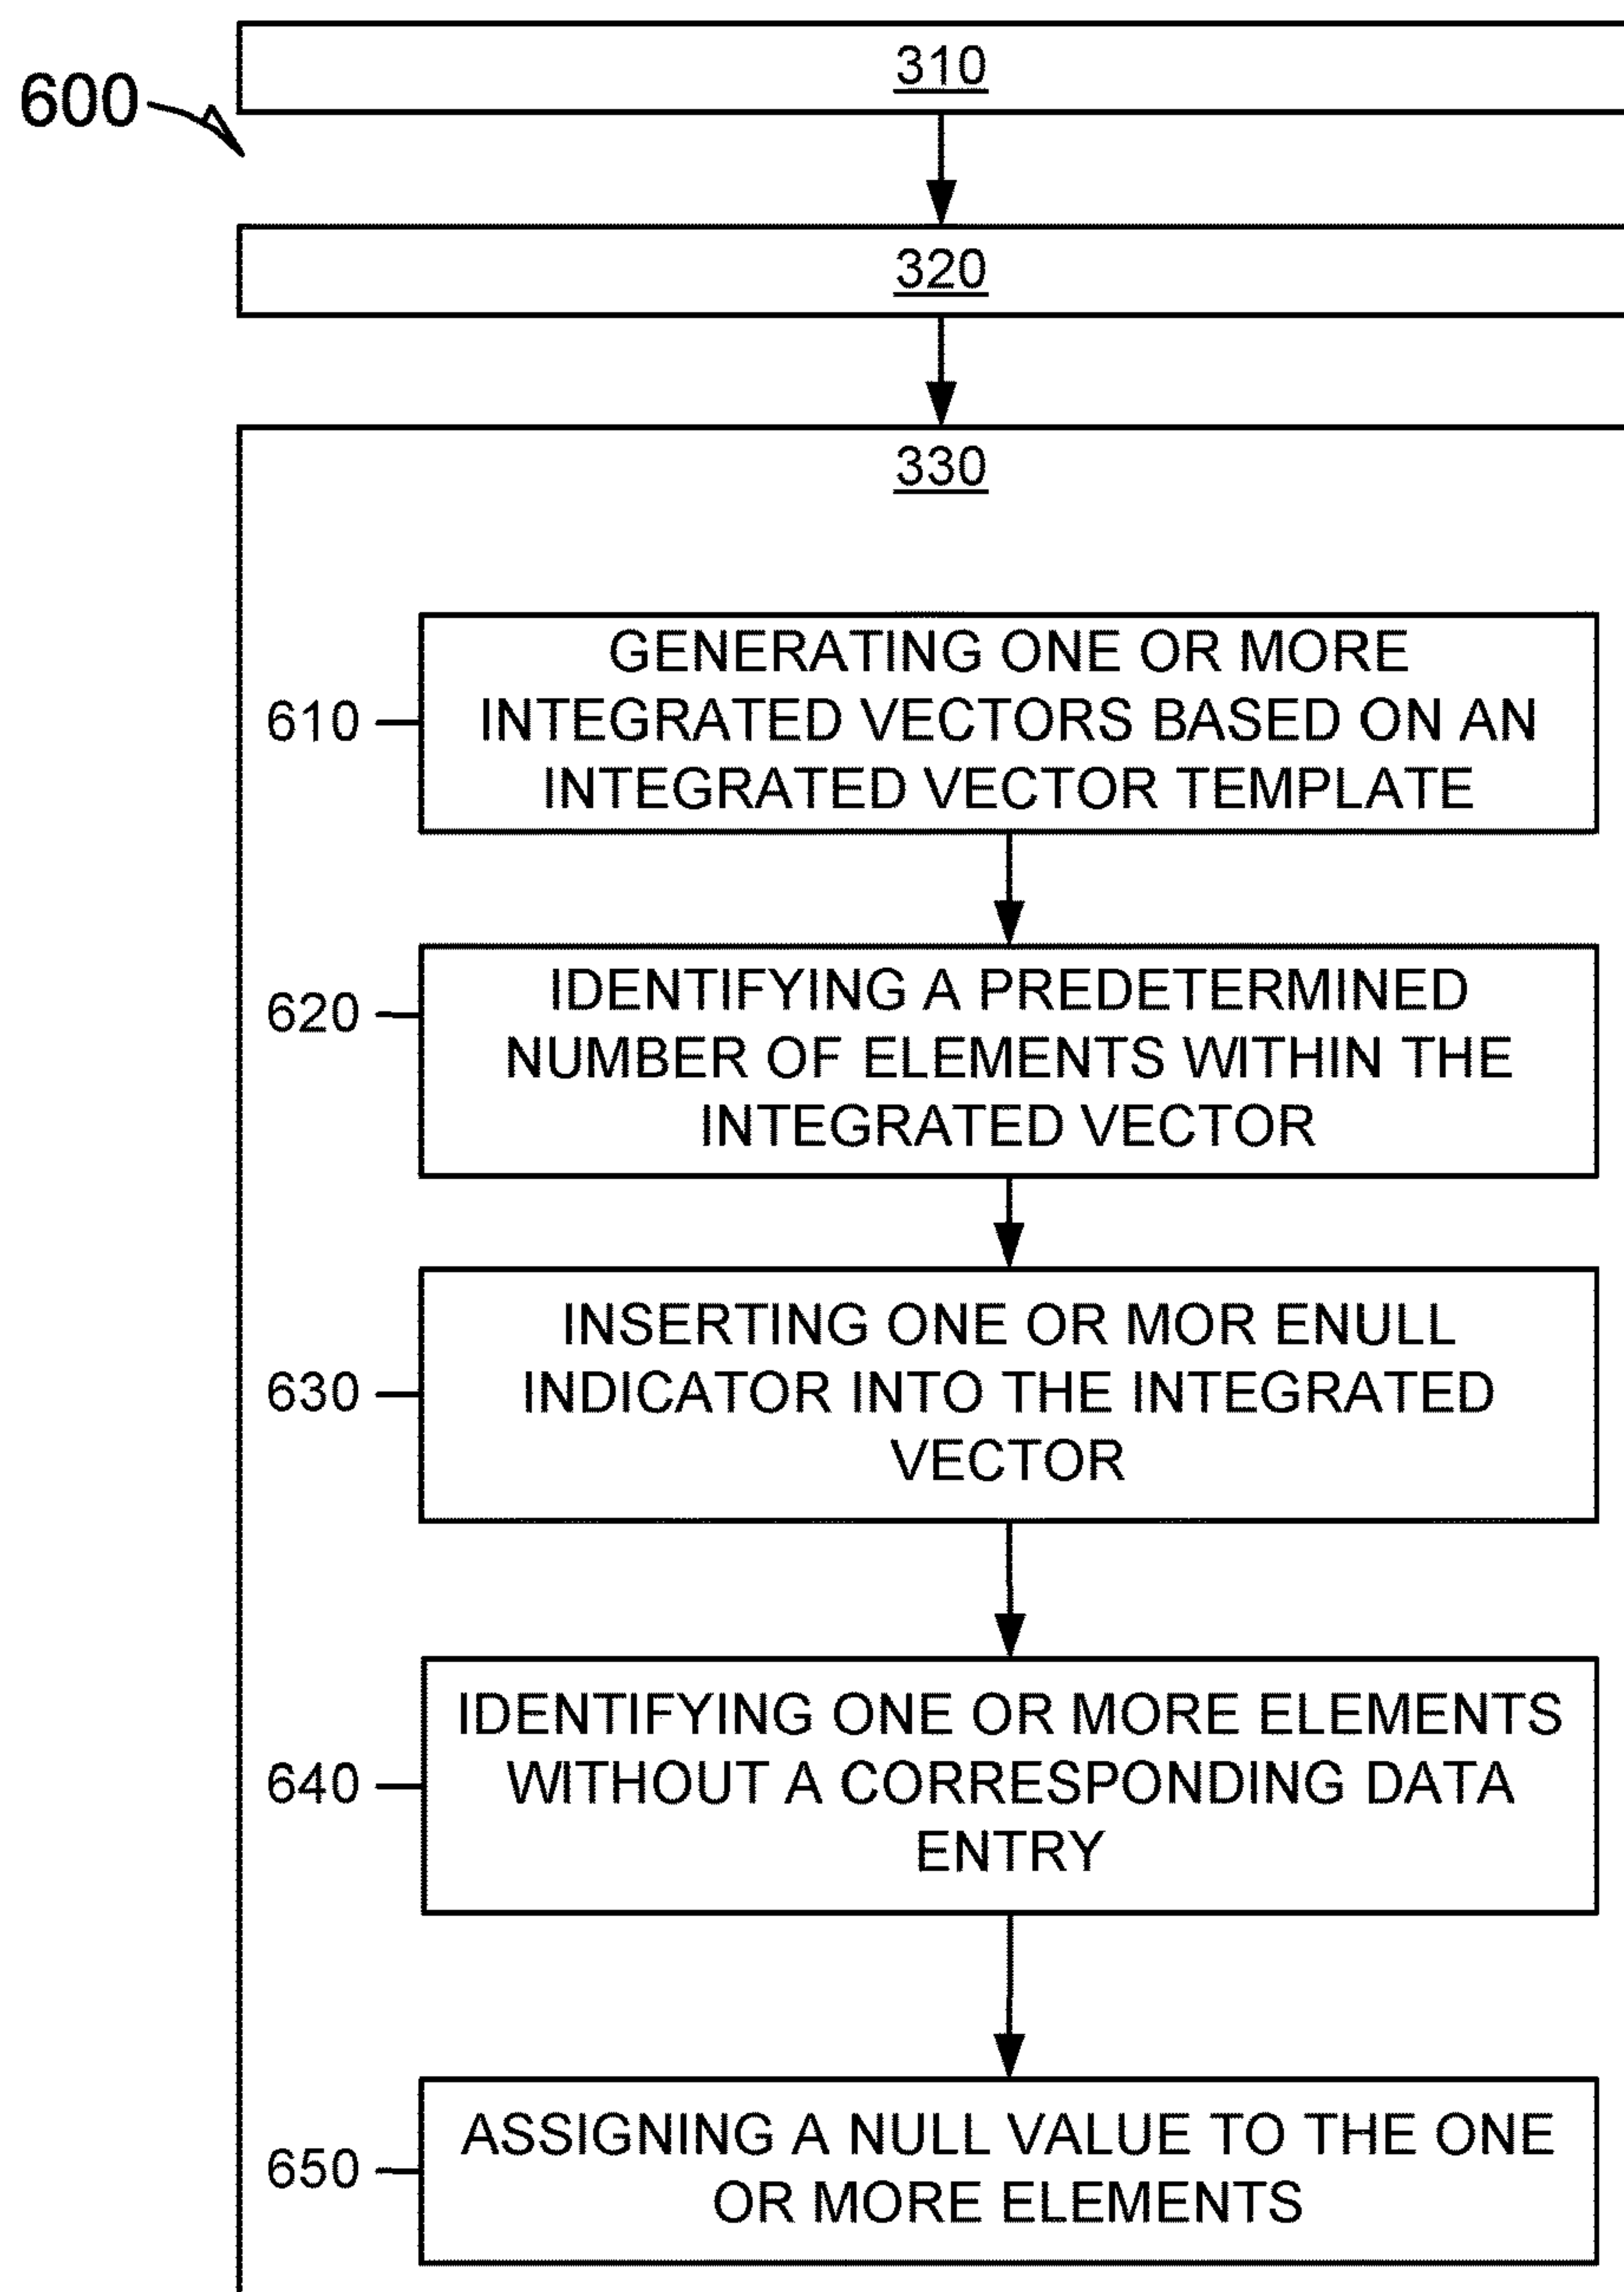 310
600
320
330
GENERATING ONE OR MORE
INTEGRATED VECTORS BASED ON AN
610
INTEGRATED VECTOR TEMPLATE
IDENTIFYING A PREDETERMINED
620
NUMBER OF ELEMENTS WITHIN THE
INTEGRATED VECTOR
INSERTING ONE OR MOR ENULL
630
INDICATOR INTO THE INTEGRATED
VECTOR
IDENTIFYING ONE OR MORE ELEMENTS
640
WITHOUT A CORRESPONDING DATA
ENTRY
ASSIGNING A NULL VALUE TO THE ONE
650
OR MORE ELEMENTS